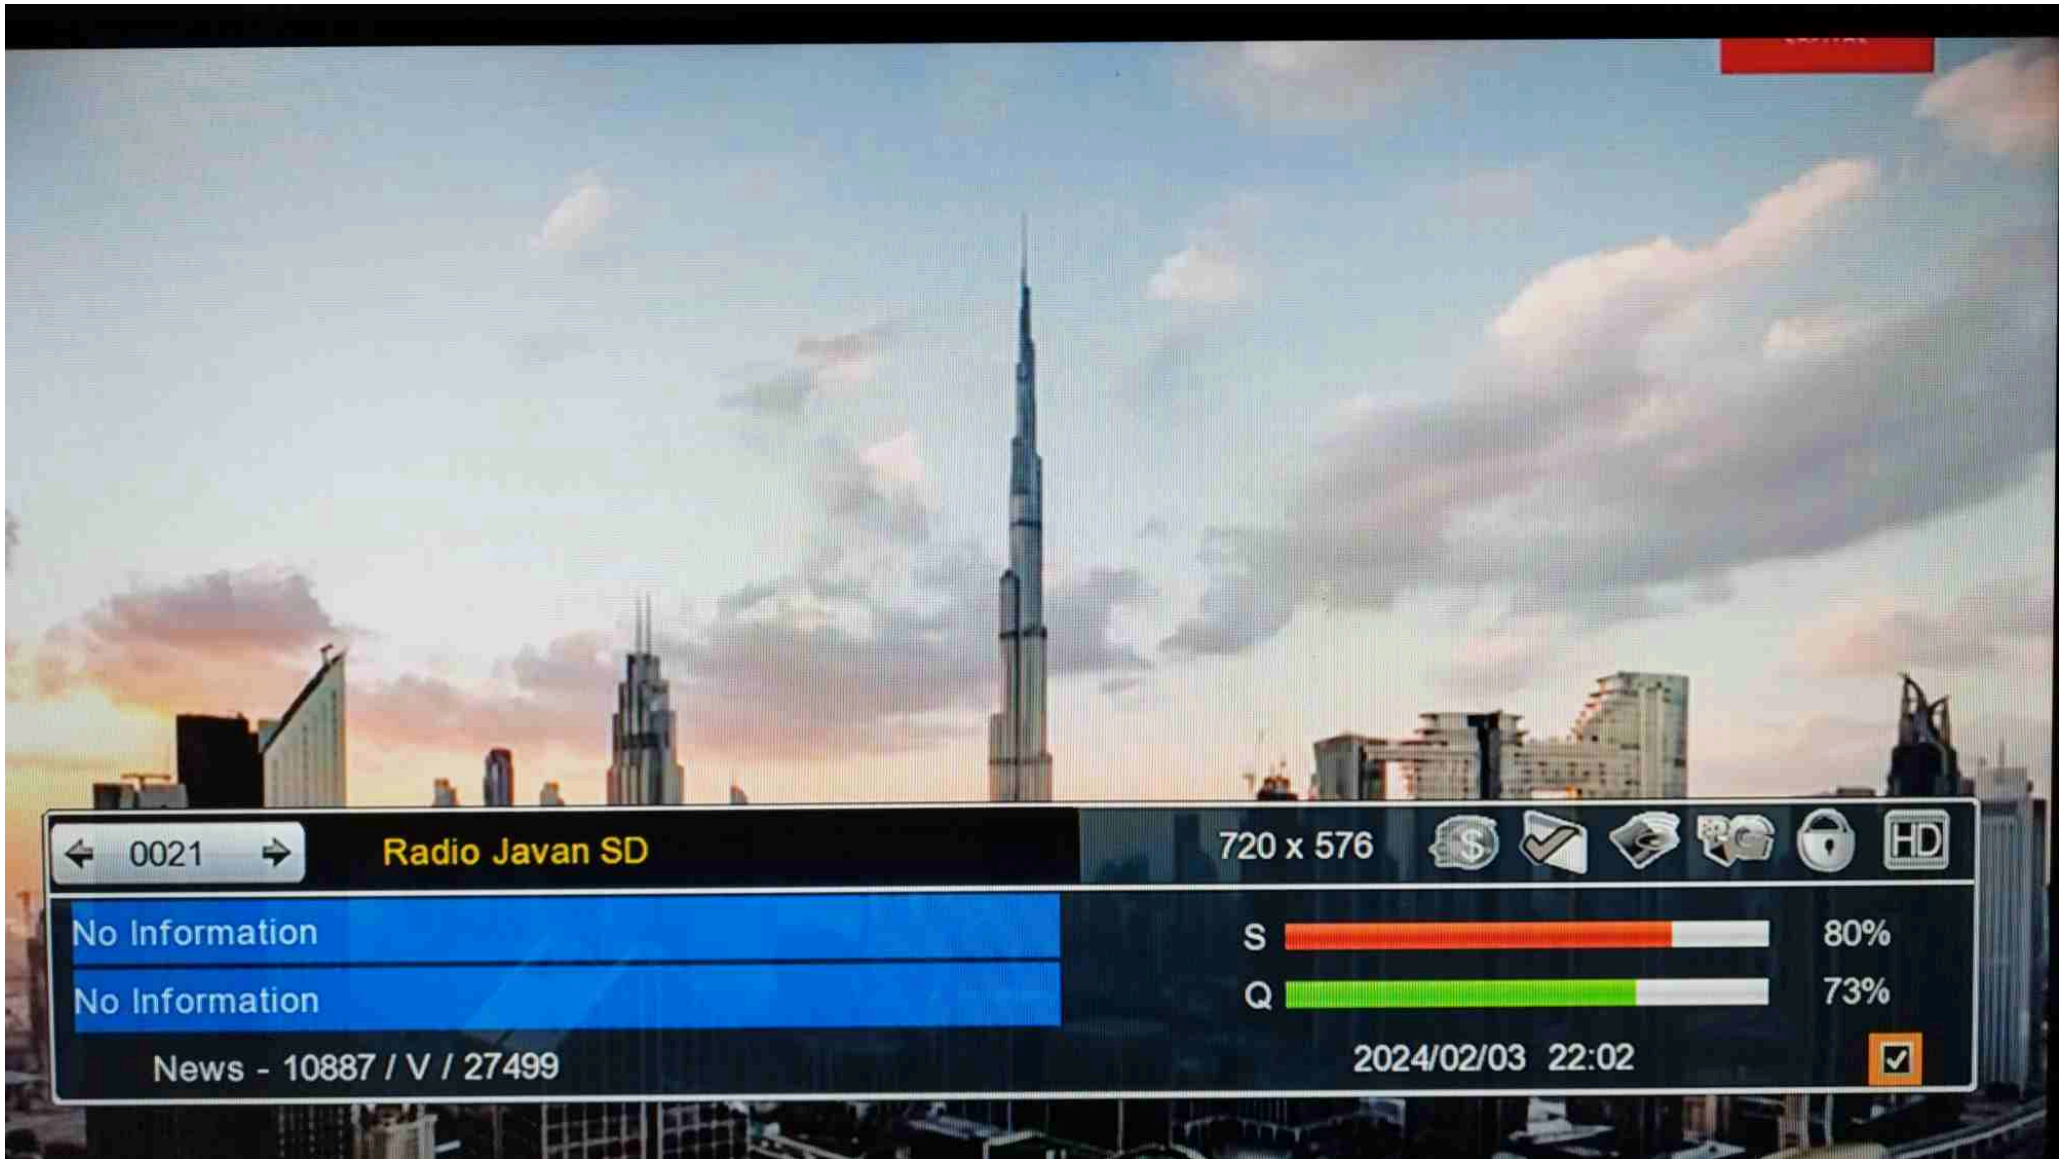 CAPITAL
0021
Radio Javan SD
720 x 576
HD
No Information
No Information
S 80%
Q 73%
News - 10887 / V / 27499
2024/02/03 22:02